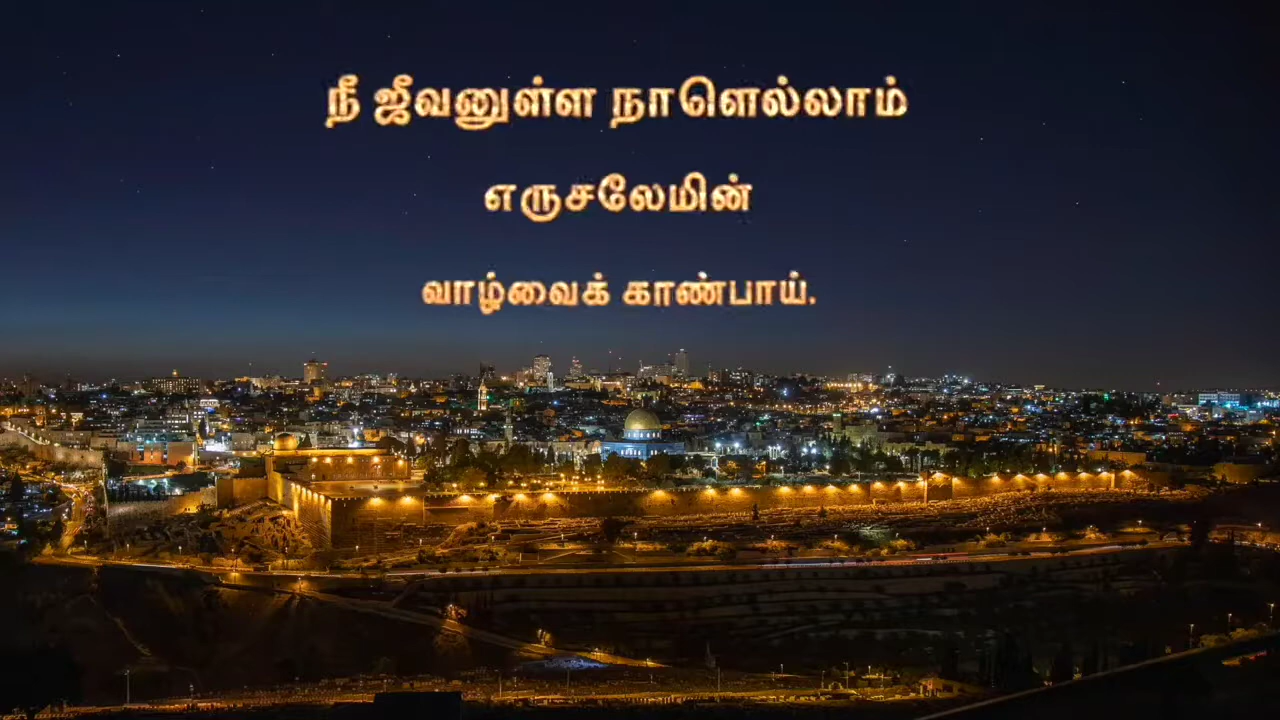 நீ ஜீவனுள்ள நாளெல்லாம்
எருசலேமின்
வாழ்வைக் காண்பாய்.